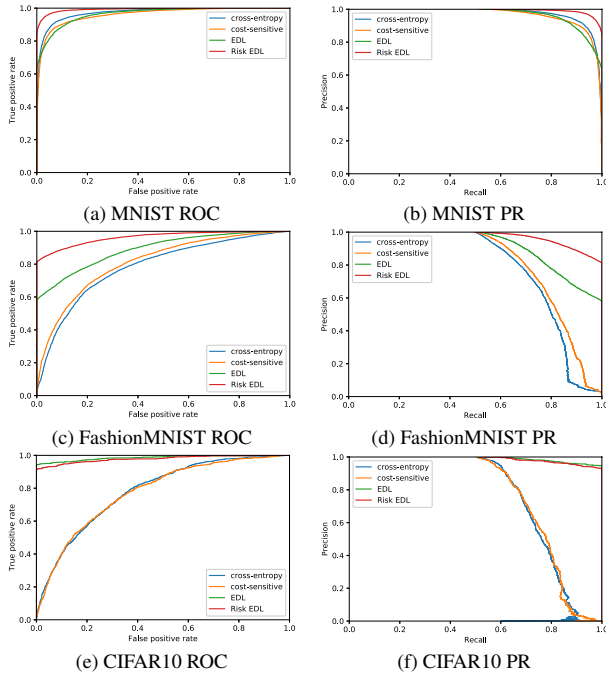 True positive rate
1.0
0.8
0.6
0.4
0.2
0.0
0.0 0.2 0.4 0.6 0.8 1.0
False positive rate
cross-entropy
cost-sensitive
EDL
Risk EDL
(a) MNIST ROC
Precision
1.0
0.8
0.6
0.4
0.2
0.0
0.0 0.2 0.4 0.6 0.8 1.0
Recall
cross-entropy
cost-sensitive
EDL
Risk EDL
(b) MNIST PR
True positive rate
1.0
0.8
0.6
0.4
0.2
0.0
0.0 0.2 0.4 0.6 0.8 1.0
False positive rate
cross-entropy
cost-sensitive
EDL
Risk EDL
(c) FashionMNIST ROC
Precision
1.0
0.8
0.6
0.4
0.2
0.0
0.0 0.2 0.4 0.6 0.8 1.0
Recall
cross-entropy
cost-sensitive
EDL
Risk EDL
(d) FashionMNIST PR
True positive rate
1.0
0.8
0.6
0.4
0.2
0.0
0.0 0.2 0.4 0.6 0.8 1.0
False positive rate
cross-entropy
cost-sensitive
EDL
Risk EDL
(e) CIFAR10 ROC
Precision
1.0
0.8
0.6
0.4
0.2
0.0
0.0 0.2 0.4 0.6 0.8 1.0
Recall
cross-entropy
cost-sensitive
EDL
Risk EDL
(f) CIFAR10 PR